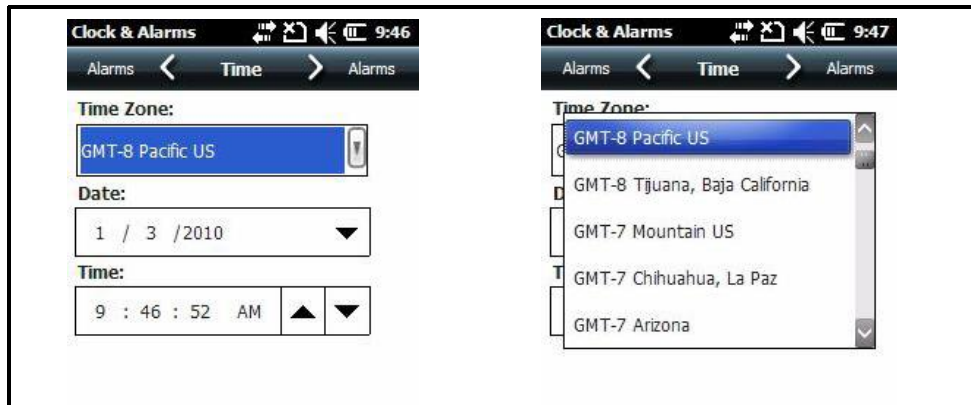 Clock & Alarms 9:46
Alarms Time Alarms
Time Zone:
GMT-8 Pacific US
Date:
1 / 3 /2010
Time:
9 : 46 : 52 AM
Clock & Alarms 9:47
Alarms Time Alarms
Time Zone:
GMT-8 Pacific US
GMT-8 Tijuana, Baja California
GMT-7 Mountain US
GMT-7 Chihuahua, La Paz
GMT-7 Arizona